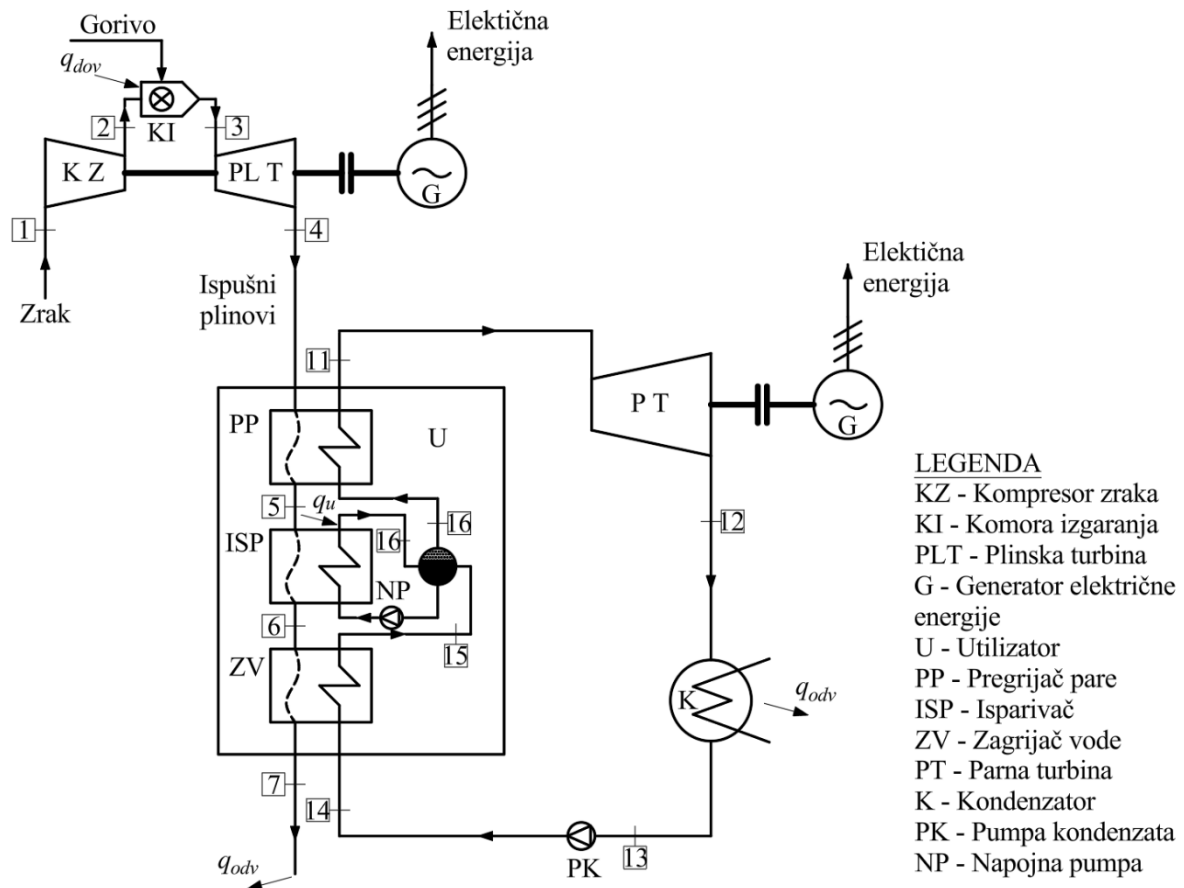 Gorivo
q_dov
2
KI
3
K Z
PL T
1
4
Zrak
Ispušni
plinovi
Električna
energija
G
11
PP
U
5
q_u
16
16
ISP
NP
6
15
ZV
7
14
q_odv
P T
Električna
energija
G
12
K
q_odv
PK
13
LEGENDA
KZ - Kompresor zraka
KI - Komora izgaranja
PLT - Plinska turbina
G - Generator električne
energije
U - Utilizator
PP - Pregrijač pare
ISP - Isparivač
ZV - Zagrijač vode
PT - Parna turbina
K - Kondenzator
PK - Pumpa kondenzata
NP - Napojna pumpa